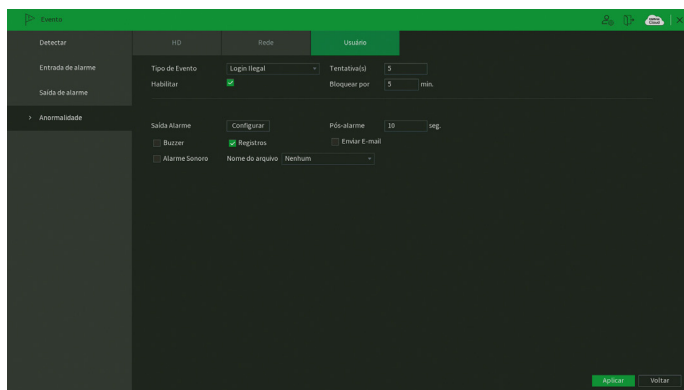 Evento
Detectar
Entrada de alarme
Saída de alarme
> Anormalidade
HD Rede Usuário
Tipo de Evento Login Ilegal Tentativa(s) 5
Habilitar Bloquear por 5 min.
Saída Alarme Configurar Pós-alarme 10 seg.
Buzzer Registros Enviar E-mail
Alarme Sonoro Nome do arquivo Nenhum
Aplicar Voltar